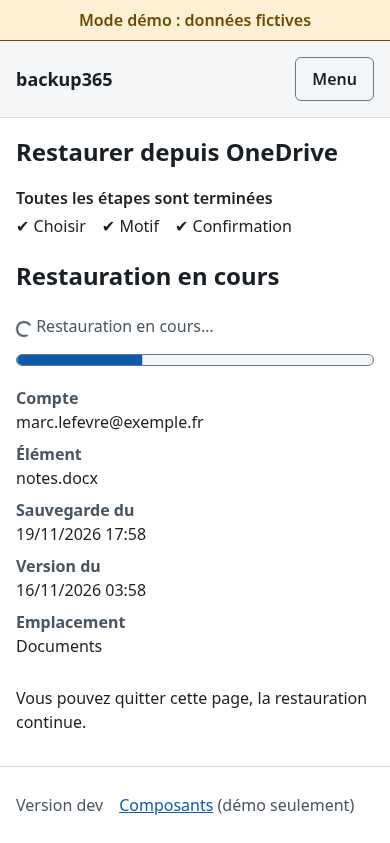 Mode démo : données fictives
backup365
Menu
Restaurer depuis OneDrive
Toutes les étapes sont terminées
✔ Choisir ✔ Motif ✔ Confirmation
Restauration en cours
Restauration en cours...
Compte
marc.lefevre@exemple.fr
Élément
notes.docx
Sauvegarde du
19/11/2026 17:58
Version du
16/11/2026 03:58
Emplacement
Documents
Vous pouvez quitter cette page, la restauration
continue.
Version dev Composants (démo seulement)